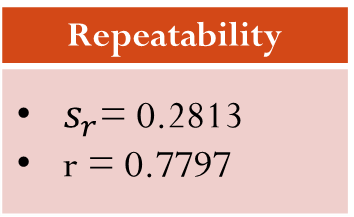 Repeatability
• sᵣ = 0.2813
• r = 0.7797